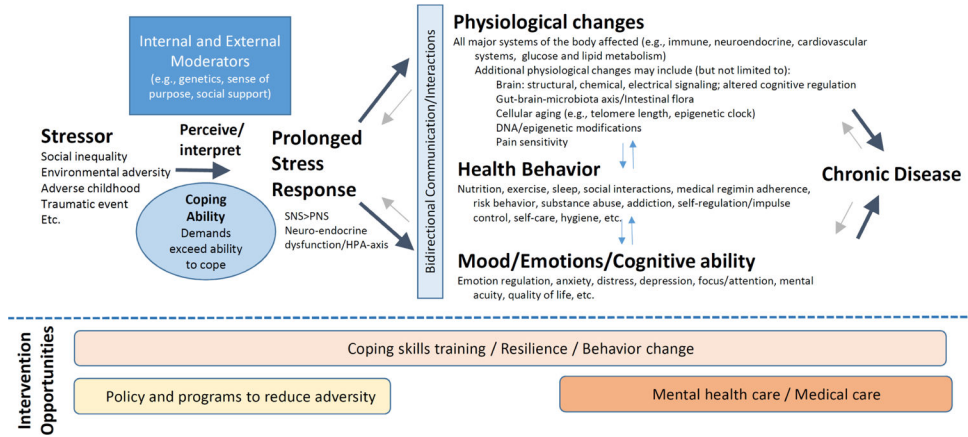 Internal and External
Moderators
(e.g., genetics, sense of
purpose, social support)
Stressor
Social inequality
Environmental adversity
Adverse childhood
Traumatic event
Etc.
Perceive/
interpret
Coping
Ability
Demands
exceed ability
to cope
Prolonged
Stress
Response
SNS>PNS
Neuro-endocrine
dysfunction/HPA-axis
Bidirectional Communication/Interactions
Physiological changes
All major systems of the body affected (e.g., immune, neuroendocrine, cardiovascular
systems, glucose and lipid metabolism)
Additional physiological changes may include (but not limited to):
Brain: structural, chemical, electrical signaling; altered cognitive regulation
Gut-brain-microbiota axis/Intestinal flora
Cellular aging (e.g., telomere length, epigenetic clock)
DNA/epigenetic modifications
Pain sensitivity
Health Behavior
Nutrition, exercise, sleep, social interactions, medical regimin adherence,
risk behavior, substance abuse, addiction, self-regulation/impulse
control, self-care, hygiene, etc.
Mood/Emotions/Cognitive ability
Emotion regulation, anxiety, distress, depression, focus/attention, mental
acuity, quality of life, etc.
Chronic Disease
Intervention
Opportunities
Coping skills training / Resilience / Behavior change
Policy and programs to reduce adversity
Mental health care / Medical care